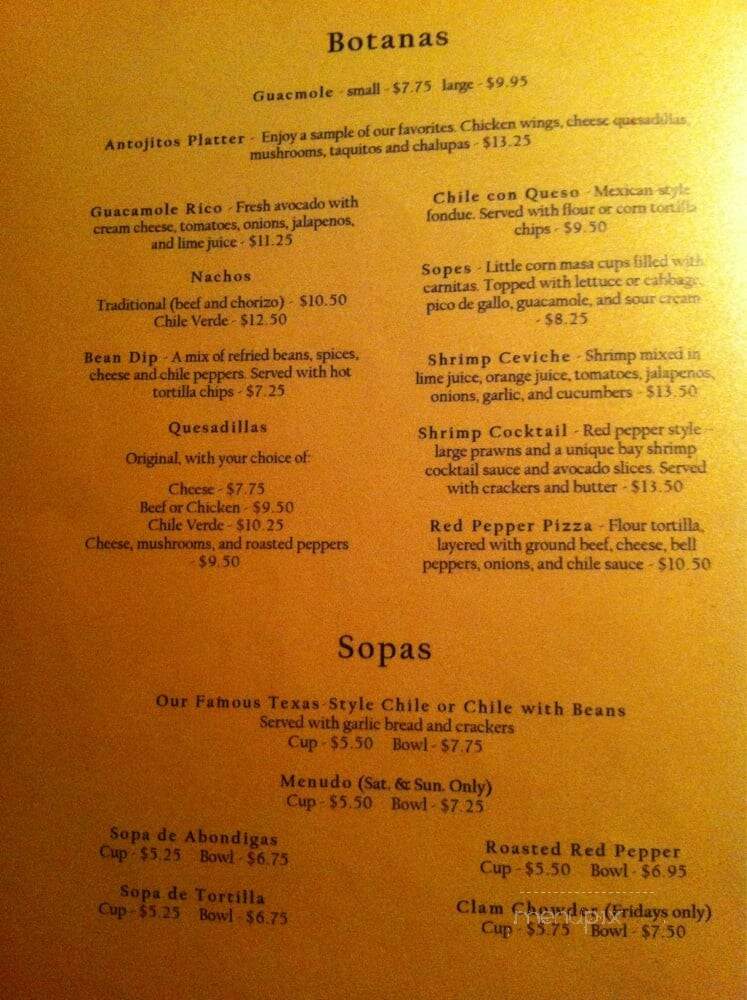 Botanas
Guacmole - small - $7.75 large - $9.95
Antojitos Platter - Enjoy a sample of our favorites. Chicken wings, cheese quesadillas,
mushrooms, taquitos and chalupas - $13.25
Guacamole Rico - Fresh avocado with
cream cheese, tomatoes, onions, jalapenos,
and lime juice - $11.25
Nachos
Traditional (beef and chorizo) - $10.50
Chile Verde - $12.50
Bean Dip - A mix of refried beans, spices,
cheese and chile peppers. Served with hot
tortilla chips - $7.25
Quesadillas
Original, with your choice of:
Cheese - $7.75
Beef or Chicken - $9.50
Chile Verde - $10.25
Cheese, mushrooms, and roasted peppers
- $9.50
Chile con Queso - Mexican-style
fondue. Served with flour or corn tortilla
chips - $9.50
Sopes - Little corn masa cups filled with
carnitas. Topped with lettuce or cabbage,
pico de gallo, guacamole, and sour cream
- $8.25
Shrimp Ceviche - Shrimp mixed in
lime juice, orange juice, tomatoes, jalapenos,
onions, garlic, and cucumbers - $13.50
Shrimp Cocktail - Red pepper style -
large prawns and a unique bay shrimp
cocktail sauce and avocado slices. Served
with crackers and butter - $13.50
Red Pepper Pizza - Flour tortilla,
layered with ground beef, cheese, bell
peppers, onions, and chile sauce - $10.50
Sopas
Our Famous Texas-Style Chile or Chile with Beans
Served with garlic bread and crackers
Cup - $5.50 Bowl - $7.75
Menudo (Sat. & Sun. Only)
Cup - $5.50 Bowl - $7.25
Sopa de Abondigas
Cup - $5.25 Bowl - $6.75
Sopa de Tortilla
Cup - $5.25 Bowl - $6.75
Roasted Red Pepper
Cup - $5.50 Bowl - $6.95
Clam Chowder (Fridays only)
Cup - $5.75 Bowl - $7.50
menupix